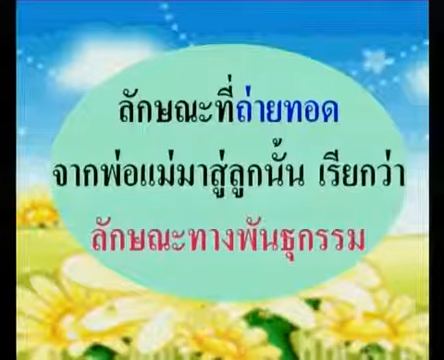 ลักษณะที่ถ่ายทอด
จากพ่อแม่มาสู่ลูกนั้น เรียกว่า
ลักษณะทางพันธุกรรม